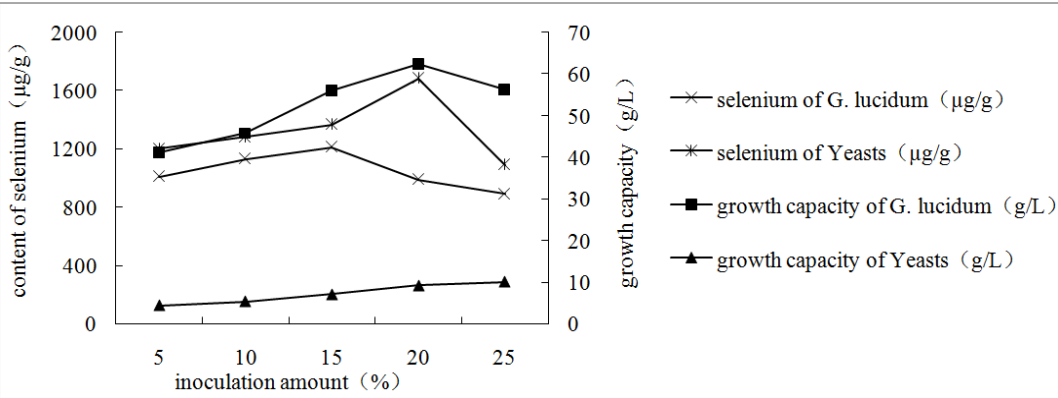 content of selenium（μg/g）
2000
1600
1200
800
400
0
5 10 15 20 25
inoculation amount（%）
70
60
50
40
30
20
10
0
growth capacity（g/L）
selenium of G. lucidum（μg/g）
selenium of Yeasts（μg/g）
growth capacity of G. lucidum（g/L）
growth capacity of Yeasts（g/L）